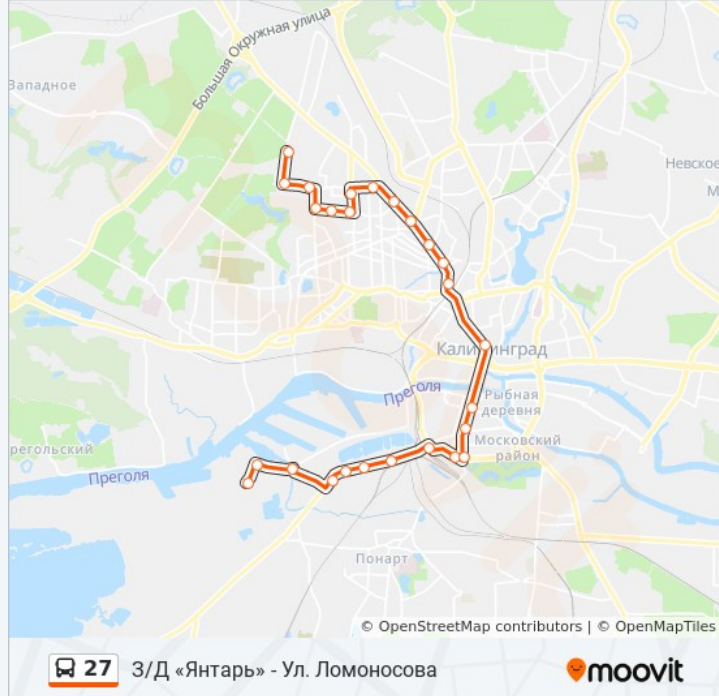 Большая Окружная улица
Западное
Невское
М
Калининград
Преголя
Рыбная
деревня
Московский
район
регольский
Преголя
Понарт
© OpenStreetMap contributors | © OpenMapTiles
27 З/Д «Янтарь» - Ул. Ломоносова
moovit